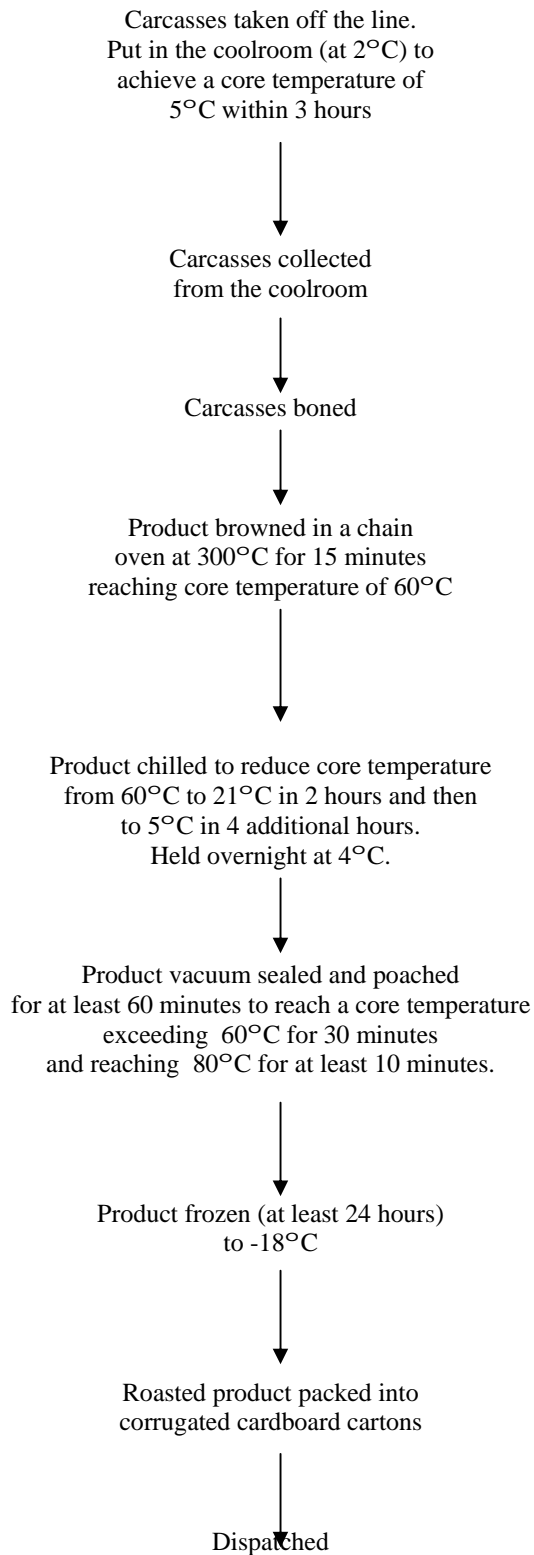 Carcasses taken off the line.
Put in the coolroom (at 2°C) to
achieve a core temperature of
5°C within 3 hours
Carcasses collected
from the coolroom
Carcasses boned
Product browned in a chain
oven at 300°C for 15 minutes
reaching core temperature of 60°C
Product chilled to reduce core temperature
from 60°C to 21°C in 2 hours and then
to 5°C in 4 additional hours.
Held overnight at 4°C.
Product vacuum sealed and poached
for at least 60 minutes to reach a core temperature
exceeding 60°C for 30 minutes
and reaching 80°C for at least 10 minutes.
Product frozen (at least 24 hours)
to -18°C
Roasted product packed into
corrugated cardboard cartons
Dispatched